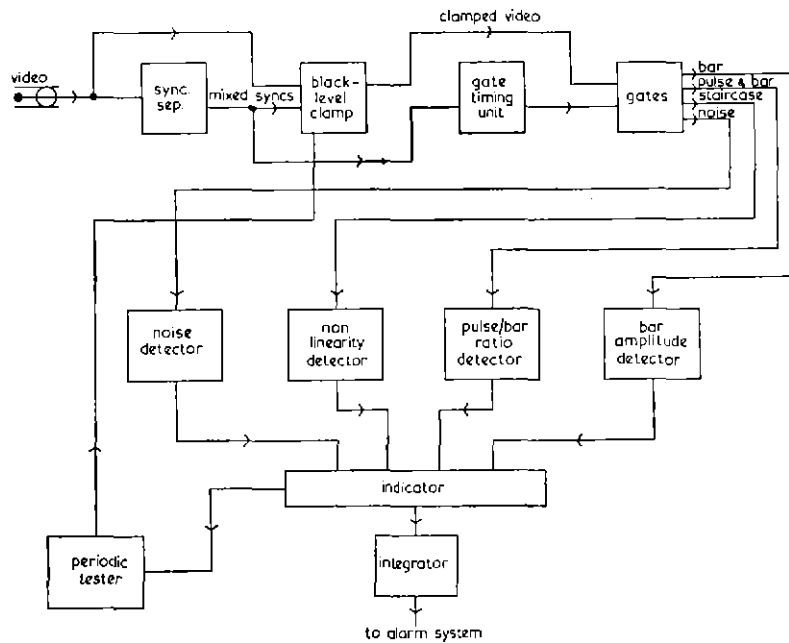 clamped video
video
sync.
sep.
mixed syncs
black-
level
clamp
gate
timing
unit
gates
bar
pulse & bar
staircase
noise
noise
detector
non
linearity
detector
pulse/bar
ratio
detector
bar
amplitude
detector
indicator
periodic
tester
integrator
to alarm system